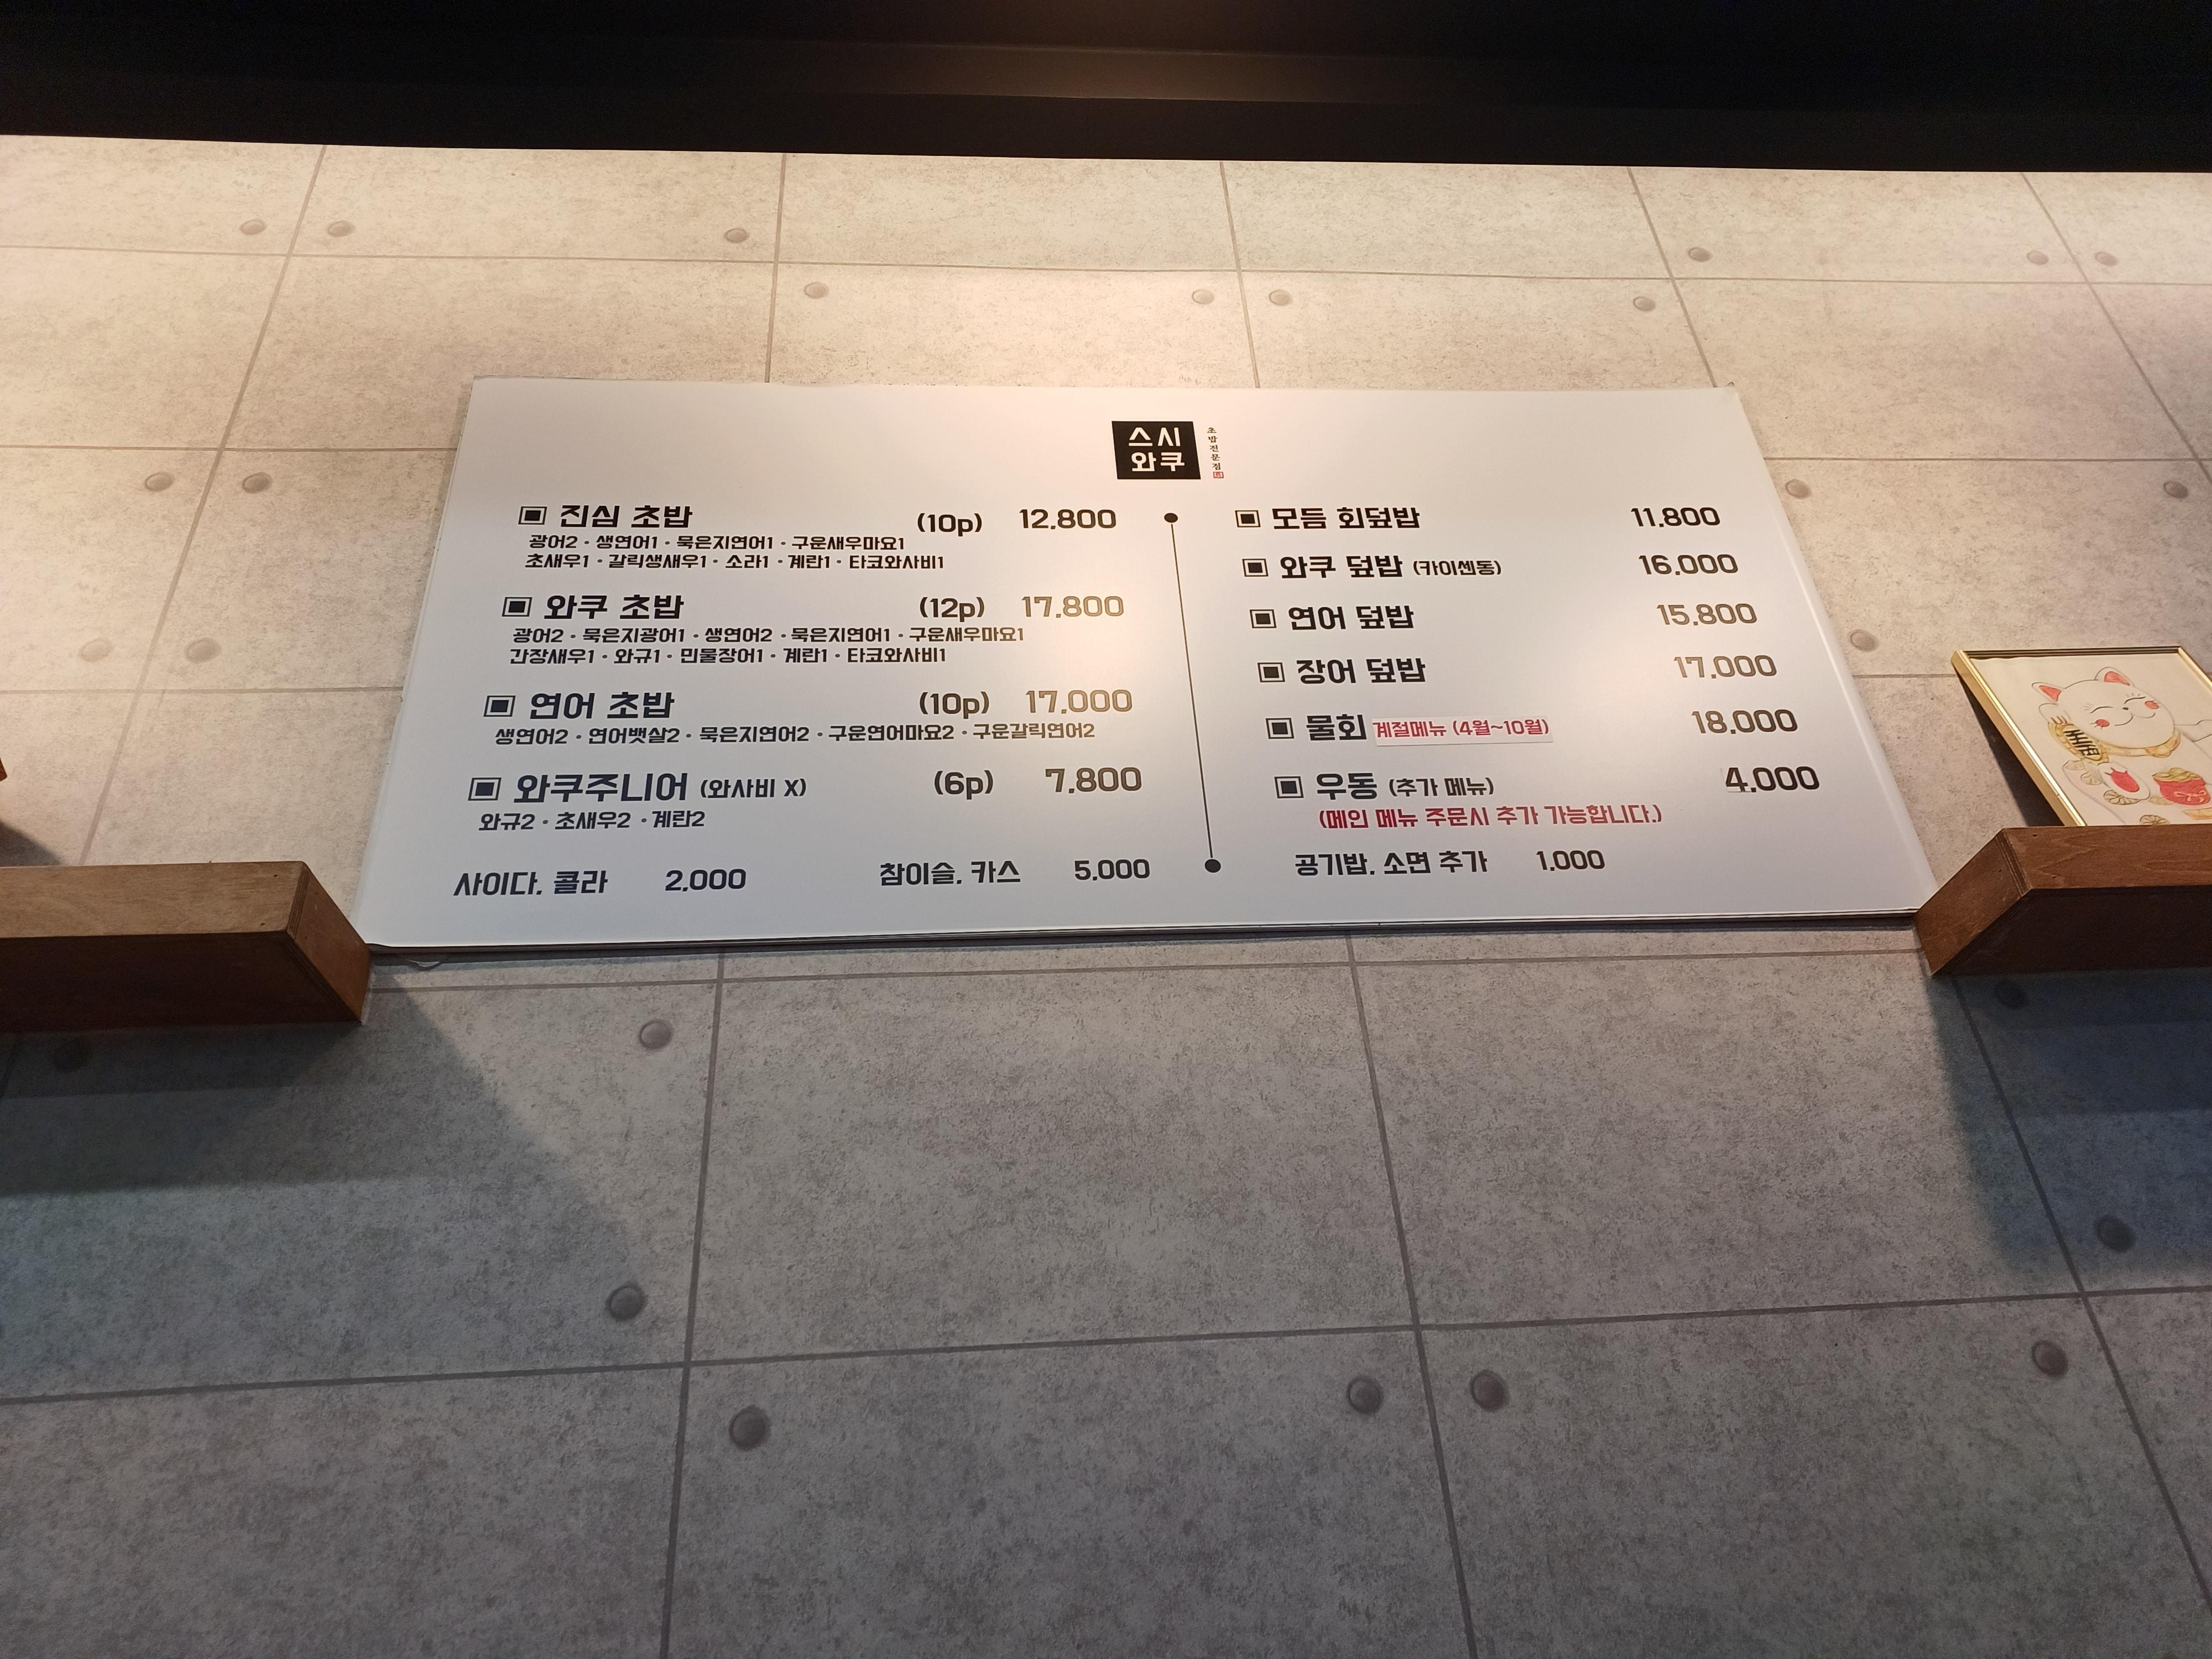 스시
와쿠
초밥전문점
▣ 진심 초밥 (10p) 12,800
광어2 · 생연어1 · 묵은지연어1 · 구운새우마요1
초새우1 · 갈릭생새우1 · 소라1 · 계란1 · 타코와사비1
▣ 와쿠 초밥 (12p) 17,800
광어2 · 묵은지광어1 · 생연어2 · 묵은지연어1 · 구운새우마요1
간장새우1 · 와규1 · 민물장어1 · 계란1 · 타코와사비1
▣ 연어 초밥 (10p) 17,000
생연어2 · 연어뱃살2 · 묵은지연어2 · 구운연어마요2 · 구운갈릭연어2
▣ 와쿠주니어 (와사비 X) (6p) 7,800
와규2 · 초새우2 · 계란2
사이다, 콜라 2,000 참이슬, 카스 5,000
▣ 모듬 회덮밥 11,800
▣ 와쿠 덮밥 (카이센동) 16,000
▣ 연어 덮밥 15,800
▣ 장어 덮밥 17,000
▣ 물회 계절메뉴 (4월~10월) 18,000
▣ 우동 (추가 메뉴) 4,000
(메인 메뉴 주문시 추가 가능합니다.)
공기밥, 소면 추가 1,000